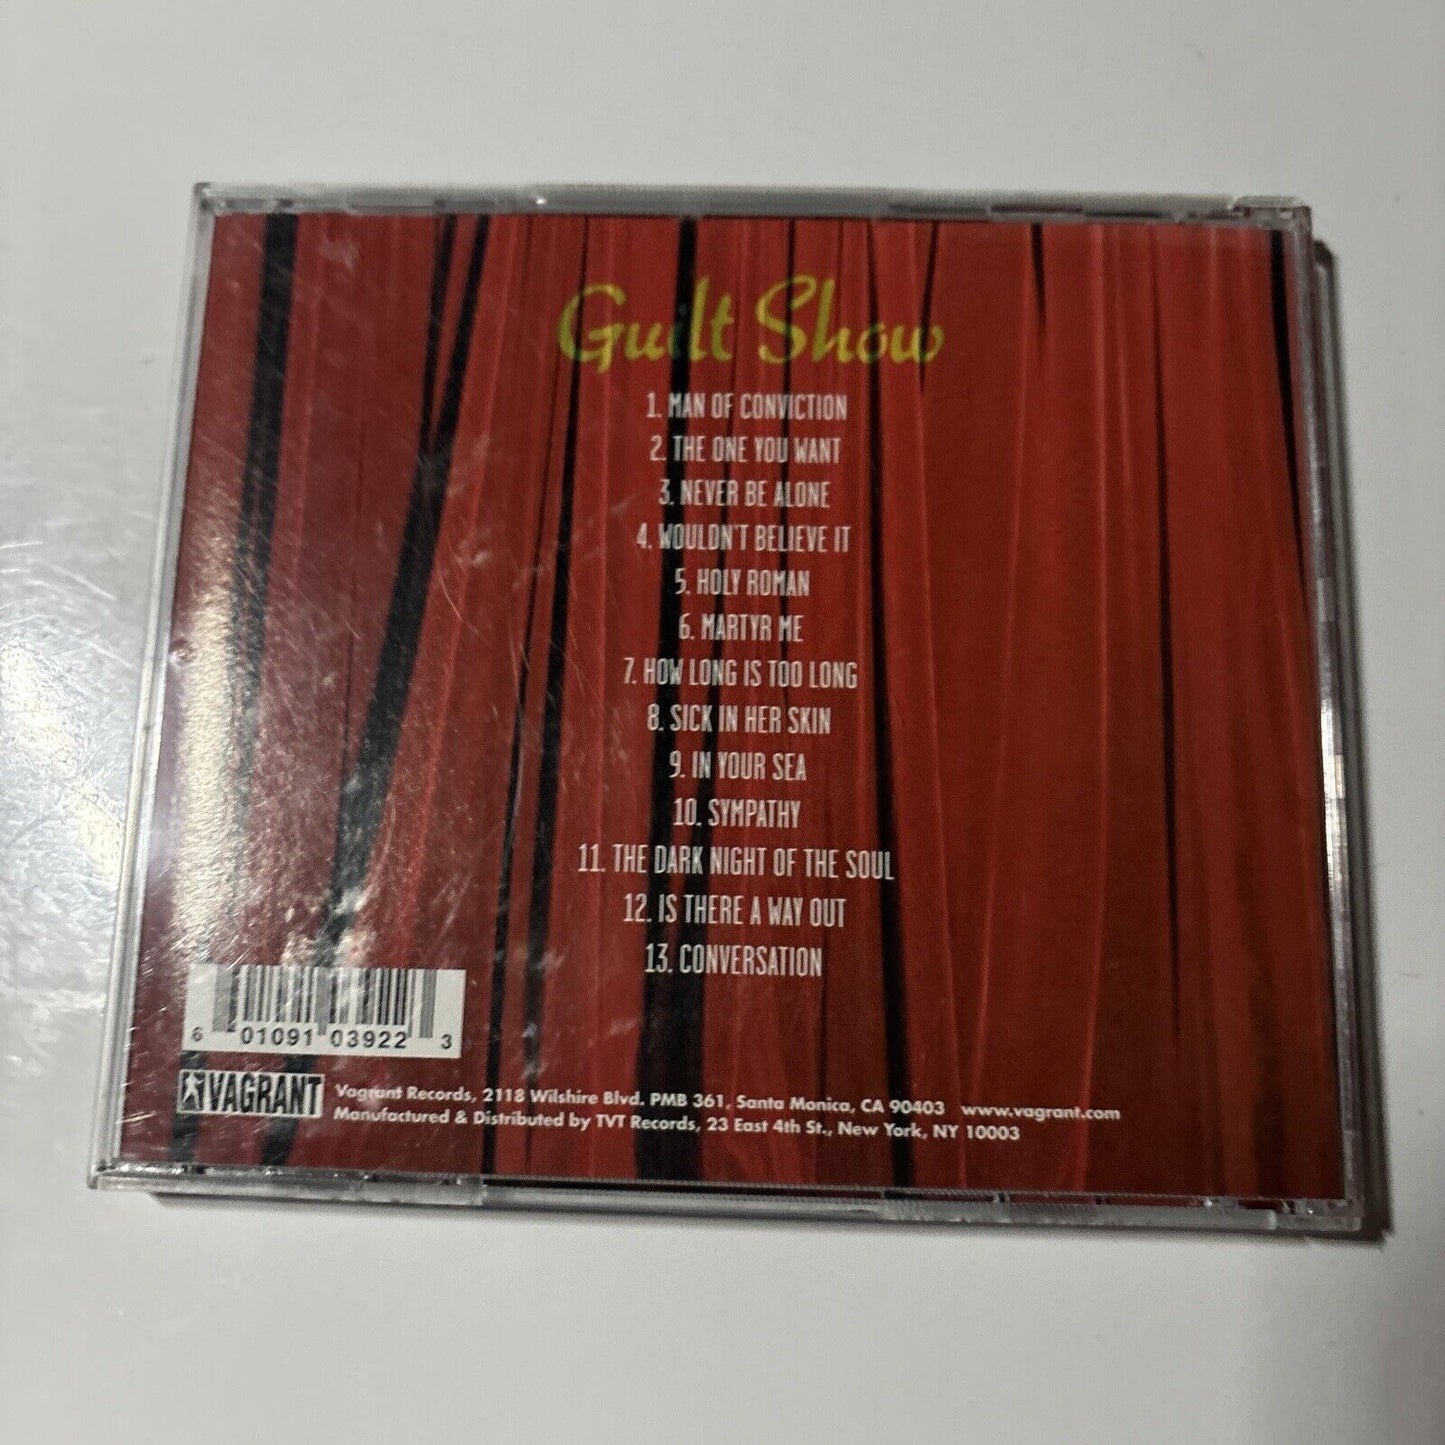 Guilt Show
1. MAN OF CONVICTION
2. THE ONE YOU WANT
3. NEVER BE ALONE
4. WOULDN'T BELIEVE IT
5. HOLY ROMAN
6. MARTYR ME
7. HOW LONG IS TOO LONG
8. SICK IN HER SKIN
9. IN YOUR SEA
10. SYMPATHY
11. THE DARK NIGHT OF THE SOUL
12. IS THERE A WAY OUT
13. CONVERSATION
6 01091 03922 3
VAGRANT
Vagrant Records, 2118 Wilshire Blvd. PMB 361, Santa Monica, CA 90403 www.vagrant.com
Manufactured & Distributed by TVT Records, 23 East 4th St., New York, NY 10003